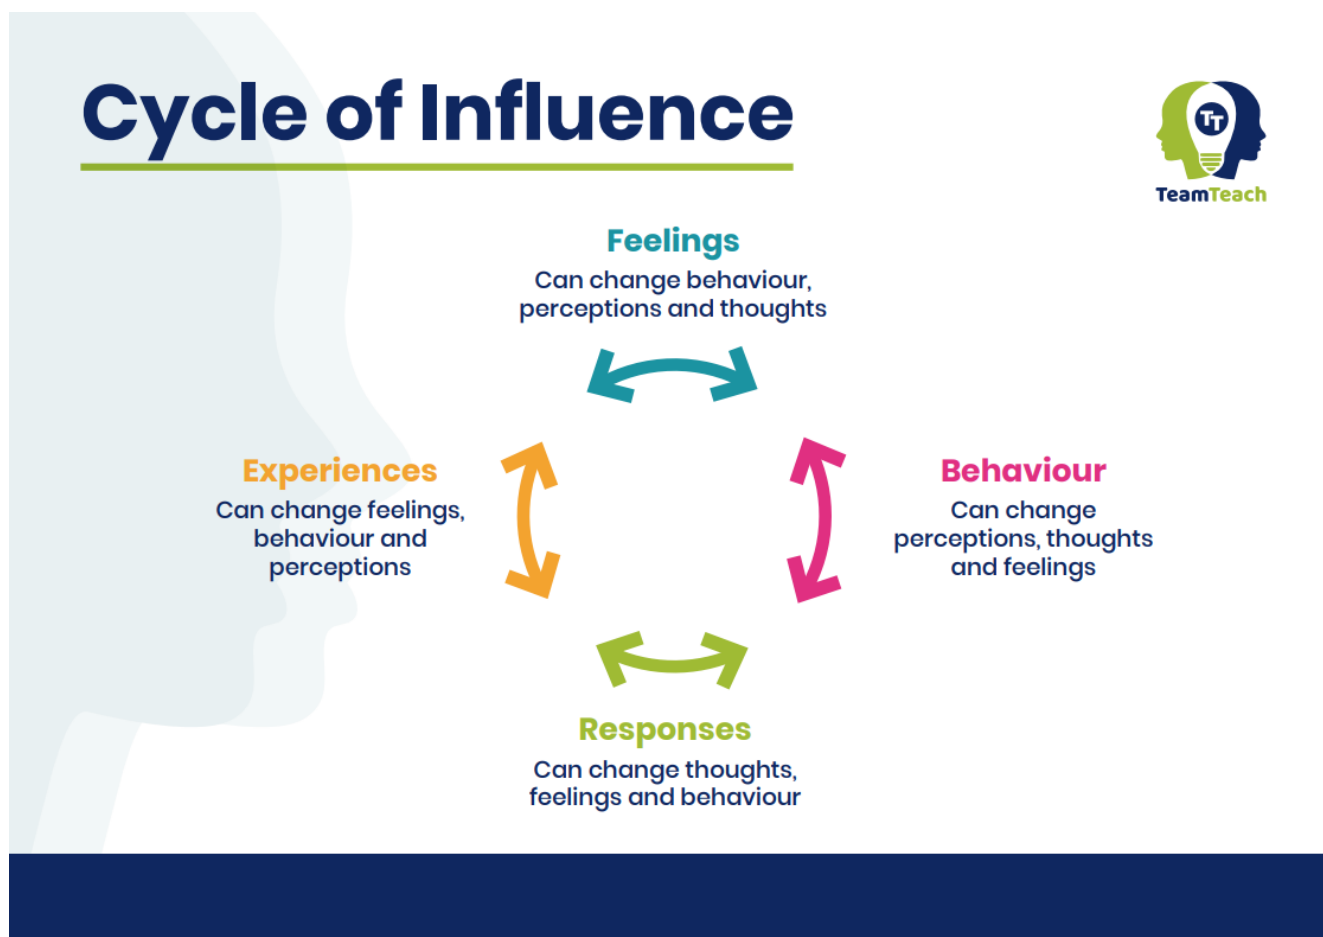 Cycle of Influence
TT
TeamTeach
Feelings
Can change behaviour,
perceptions and thoughts
Experiences
Can change feelings,
behaviour and
perceptions
Behaviour
Can change
perceptions, thoughts
and feelings
Responses
Can change thoughts,
feelings and behaviour